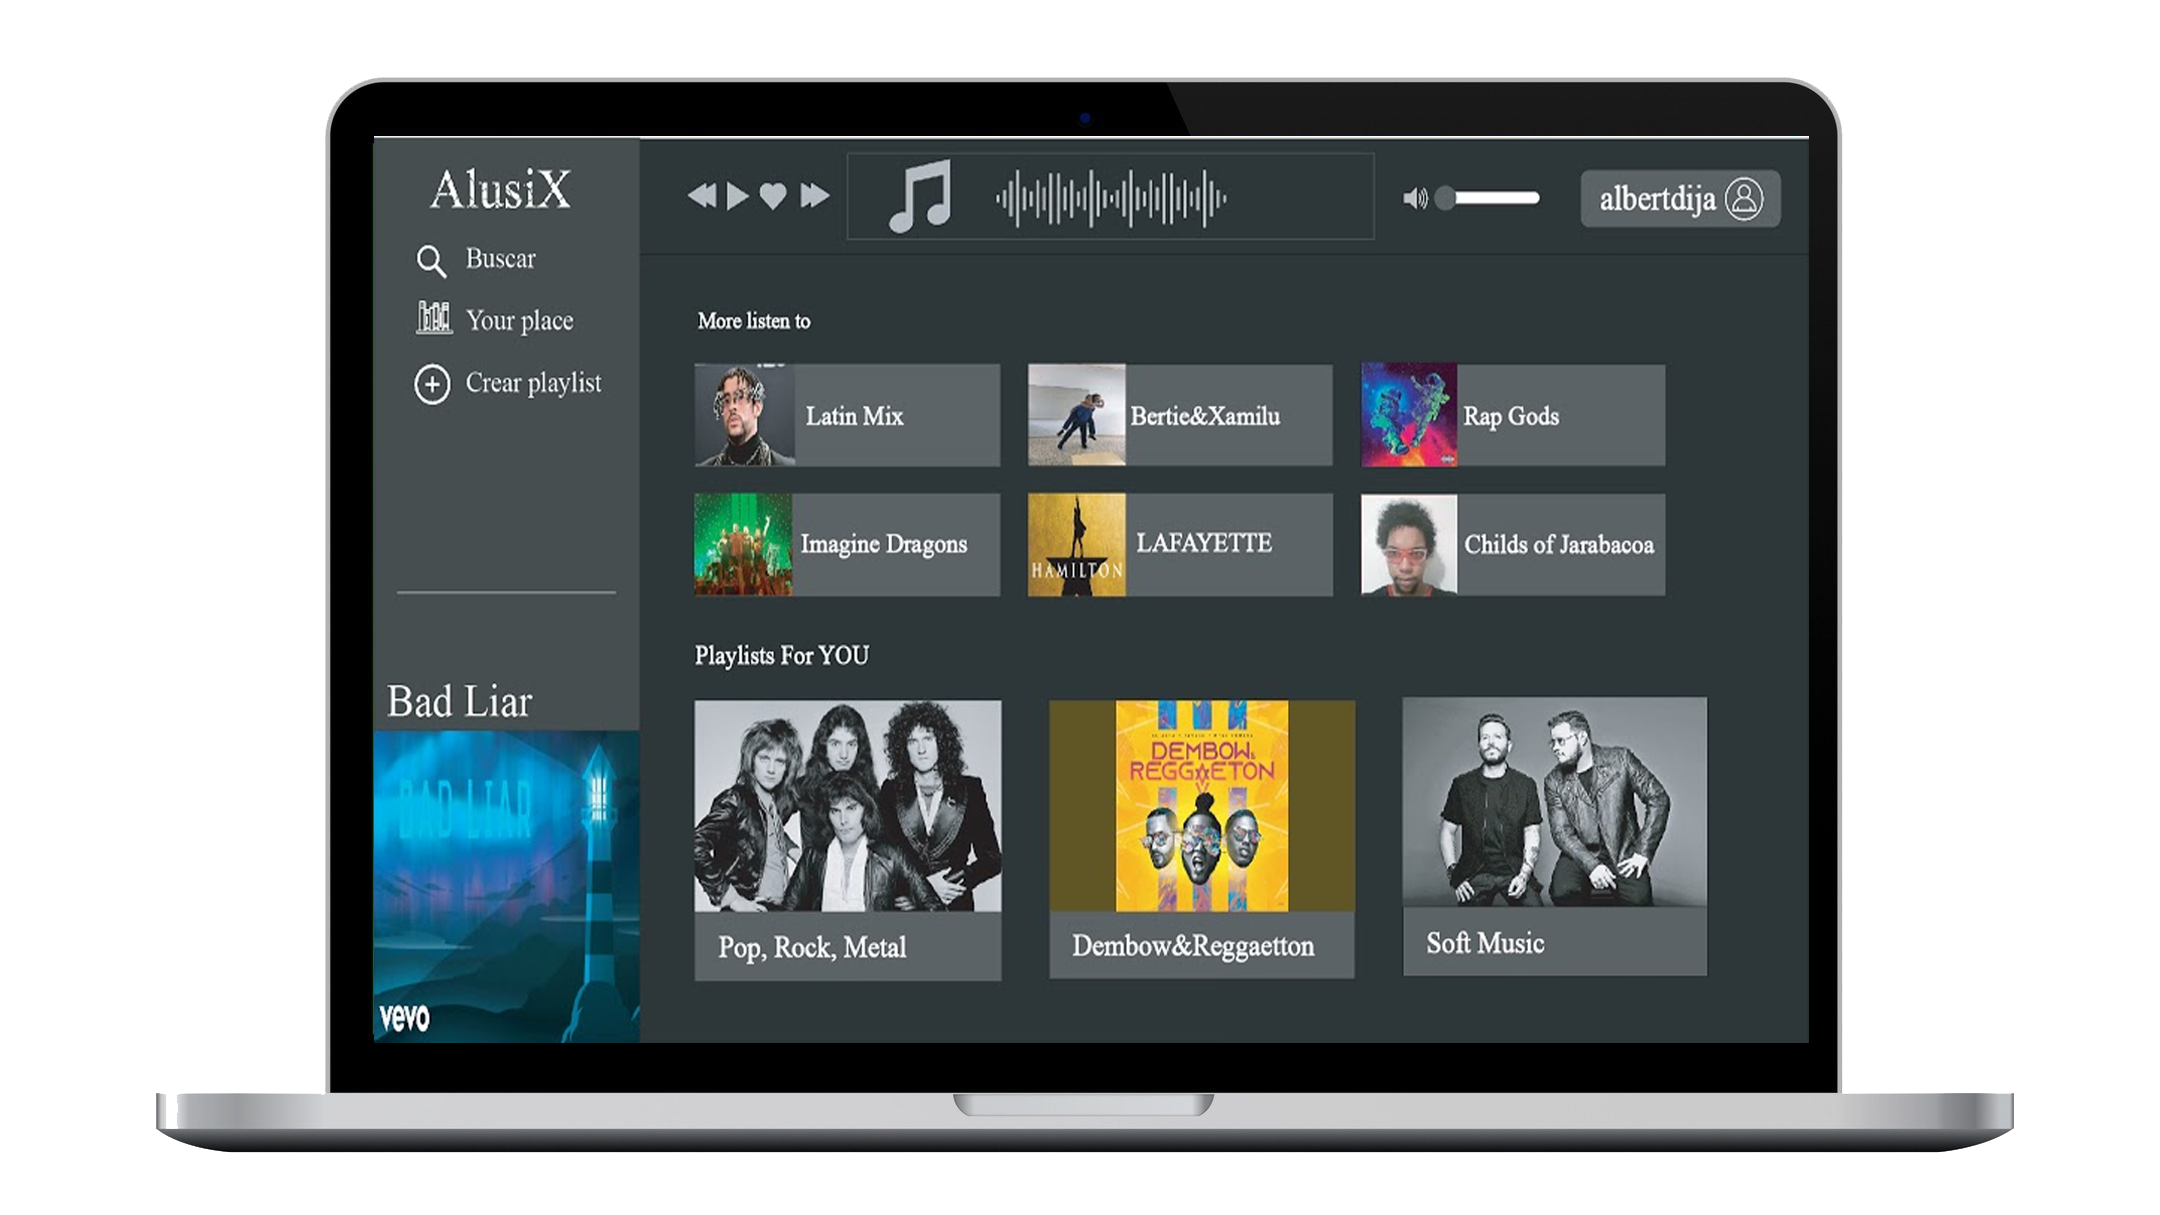 AlusiX
Buscar
Your place
Crear playlist
albertdija
More listen to
Latin Mix
Bertie&Xamilu
Rap Gods
Imagine Dragons
HAMILTON
LAFAYETTE
Childs of Jarabacoa
Playlists For YOU
DEMBOW&
REGGAETON
Pop, Rock, Metal
Dembow&Reggaetton
Soft Music
Bad Liar
BAD LIAR
vevo